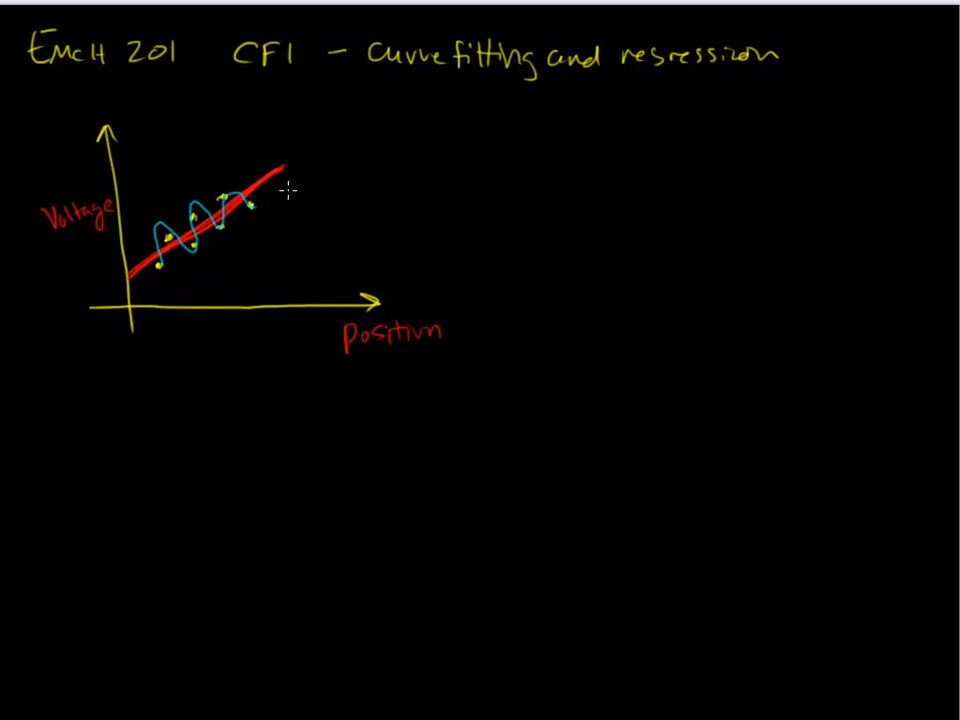 EMCH 201 CF1 - Curve fitting and regression
Voltage
Position